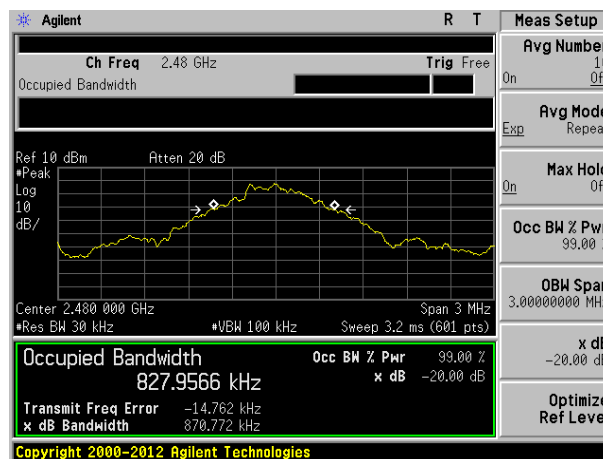 Agilent R T Meas Setup
Ch Freq 2.48 GHz Trig Free
Occupied Bandwidth
Avg Number
On
Avg Mode
Exp Repea
Max Hold
On
Occ BW % Pwr
99.00
OBW Span
3.00000000 MH
x dB
-20.00 dB
Optimize
Ref Level
Ref 10 dBm Atten 20 dB
#Peak
Log
10
dB/
Center 2.480 000 GHz Span 3 MHz
#Res BW 30 kHz #VBW 100 kHz Sweep 3.2 ms (601 pts)
Occupied Bandwidth Occ BW % Pwr 99.00 %
827.9566 kHz x dB -20.00 dB
Transmit Freq Error -14.762 kHz
x dB Bandwidth 870.772 kHz
Copyright 2000-2012 Agilent Technologies